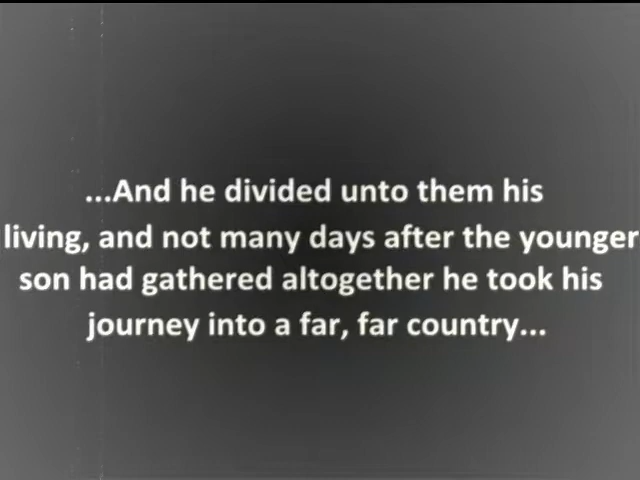 ...And he divided unto them his
living, and not many days after the younger
son had gathered altogether he took his
journey into a far, far country...